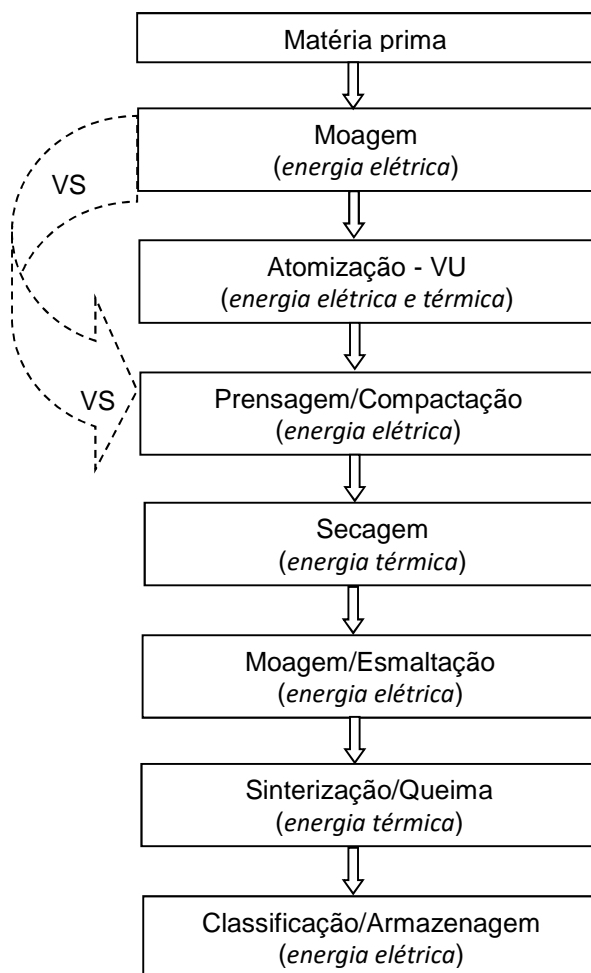 Matéria prima
Moagem
(energia elétrica)
VS
Atomização - VU
(energia elétrica e térmica)
VS
Prensagem/Compactação
(energia elétrica)
Secagem
(energia térmica)
Moagem/Esmaltação
(energia elétrica)
Sinterização/Queima
(energia térmica)
Classificação/Armazenagem
(energia elétrica)